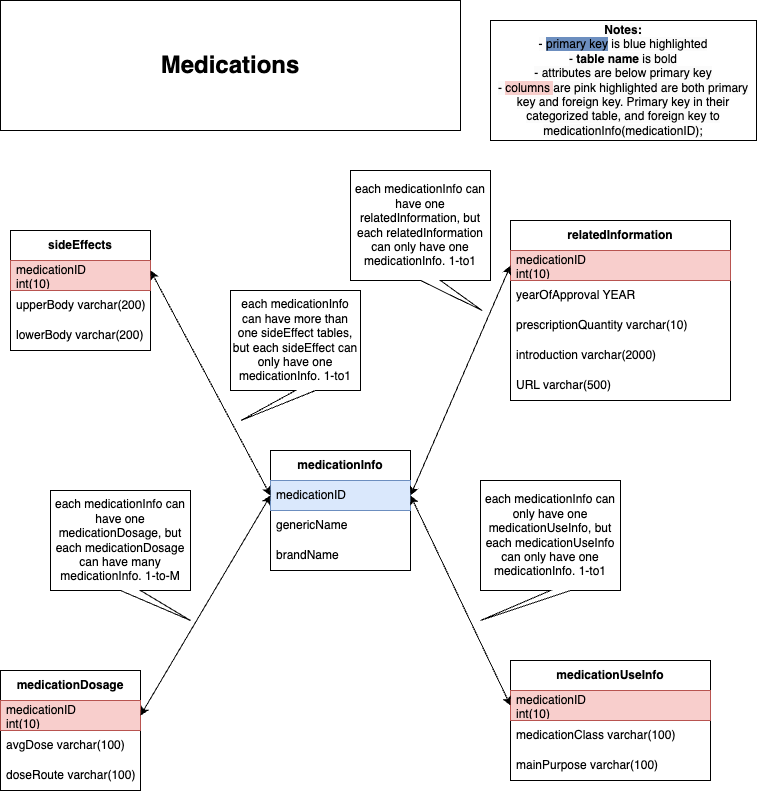 Medications
Notes:
- primary key is blue highlighted
- table name is bold
- attributes are below primary key
- columns are pink highlighted are both primary
key and foreign key. Primary key in their
categorized table, and foreign key to
medicationInfo(medicationID);
each medicationInfo can
have one
relatedInformation, but
each relatedInformation
can only have one
medicationInfo. 1-to1
sideEffects
medicationID
int(10)
upperBody varchar(200)
lowerBody varchar(200)
relatedInformation
medicationID
int(10)
yearOfApproval YEAR
prescriptionQuantity varchar(10)
introduction varchar(2000)
URL varchar(500)
each medicationInfo
can have more than
one sideEffect tables,
but each sideEffect can
only have one
medicationInfo. 1-to1
medicationInfo
medicationID
genericName
brandName
each medicationInfo can
have one
medicationDosage, but
each medicationDosage
can have many
medicationInfo. 1-to-M
each medicationInfo can
only have one
medicationUseInfo, but
each medicationUseInfo
can only have one
medicationInfo. 1-to1
medicationDosage
medicationID
int(10)
avgDose varchar(100)
doseRoute varchar(100)
medicationUseInfo
medicationID
int(10)
medicationClass varchar(100)
mainPurpose varchar(100)